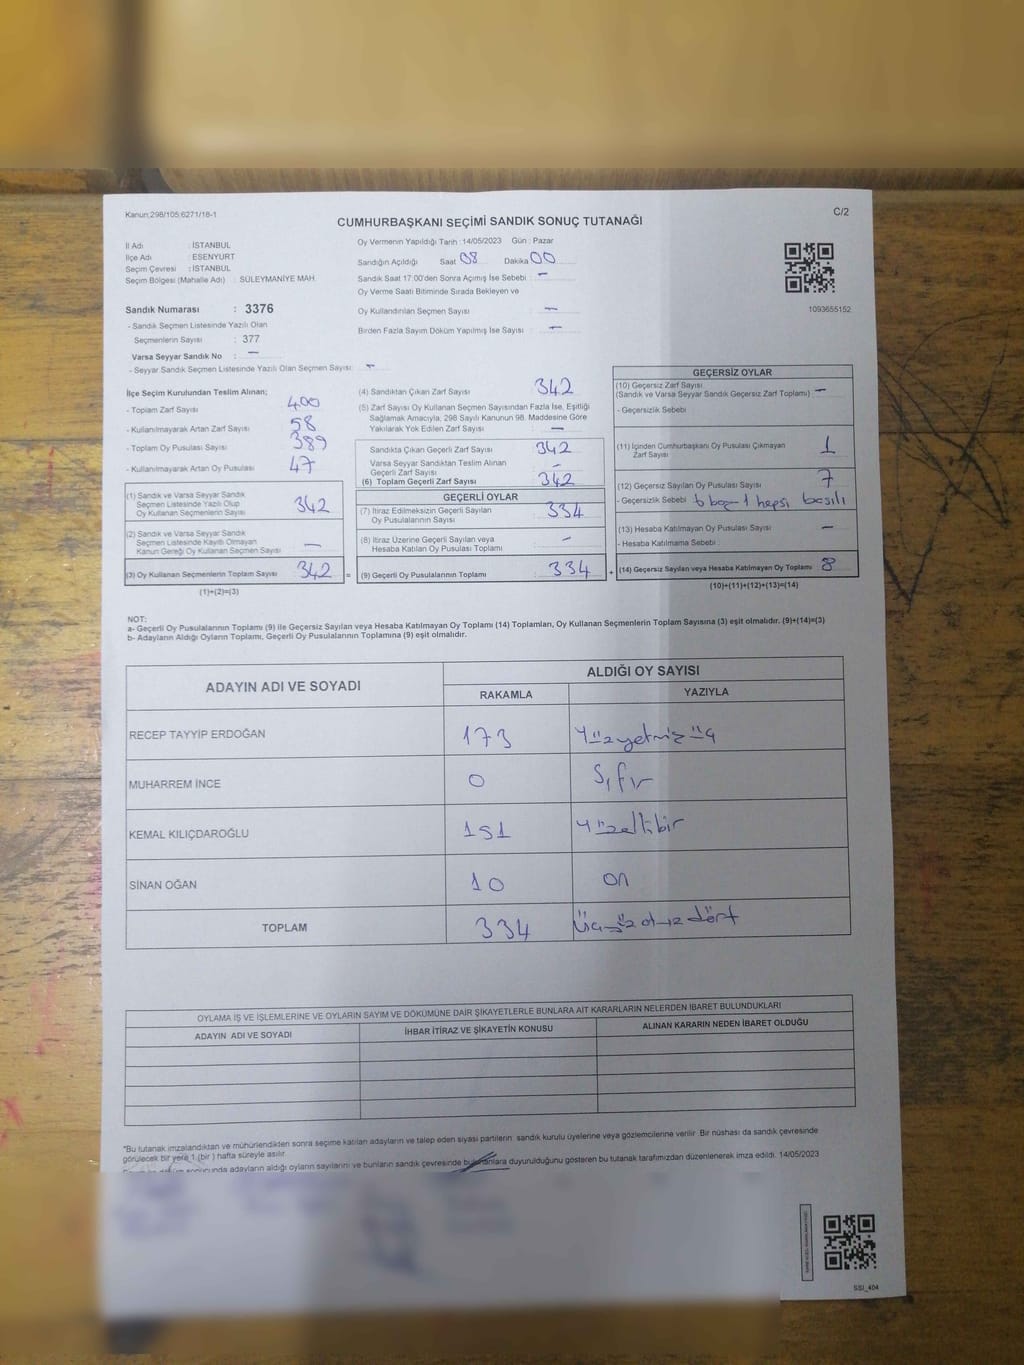 Kanun;298/105;6271/18-1
C/2
CUMHURBAŞKANI SEÇİMİ SANDIK SONUÇ TUTANAĞI
İl Adı : İSTANBUL
İlçe Adı : ESENYURT
Seçim Çevresi : İSTANBUL
Seçim Bölgesi (Mahalle Adı) : SÜLEYMANİYE MAH.
Oy Vermenin Yapıldığı Tarih :14/05/2023 Gün : Pazar
Sandığın Açıldığı Saat 08 Dakika 00
Sandık Saat 17:00'den Sonra Açımış İse Sebebi : —
Oy Verme Saati Bitiminde Sırada Bekleyen ve
Oy Kullandırılan Seçmen Sayısı : —
Birden Fazla Sayım Döküm Yapılmış İse Sayısı : —
1093655152
Sandık Numarası : 3376
- Sandık Seçmen Listesinde Yazılı Olan
Seçmenlerin Sayısı : 377
Varsa Seyyar Sandık No : —
- Seyyar Sandık Seçmen Listesinde Yazılı Olan Seçmen Sayısı: —
İlçe Seçim Kurulundan Teslim Alınan;
- Toplam Zarf Sayısı 400
- Kullanılmayarak Artan Zarf Sayısı 58
- Toplam Oy Pusulası Sayısı 389
- Kullanılmayarak Artan Oy Pusulası 47
(1) Sandık ve Varsa Seyyar Sandık
Seçmen Listesinde Yazılı Olup
Oy Kullanan Seçmenlerin Sayısı 342
(2) Sandık ve Varsa Seyyar Sandık
Seçmen Listesinde Kayıtlı Olmayan
Kanun Gereği Oy Kullanan Seçmen Sayısı —
(3) Oy Kullanan Seçmenlerin Toplam Sayısı 342 =
(1)+(2)=(3)
(4) Sandıktan Çıkan Zarf Sayısı 342
(5) Zarf Sayısı Oy Kullanan Seçmen Sayısından Fazla İse, Eşitliği
Sağlamak Amacıyla, 298 Sayılı Kanunun 98. Maddesine Göre
Yakılarak Yok Edilen Zarf Sayısı : —
Sandıkta Çıkan Geçerli Zarf Sayısı 342
Varsa Seyyar Sandıktan Teslim Alınan
Geçerli Zarf Sayısı : —
(6) Toplam Geçerli Zarf Sayısı 342
GEÇERLİ OYLAR
(7) İtiraz Edilmeksizin Geçerli Sayılan
Oy Pusulalarının Sayısı : 334
(8) İtiraz Üzerine Geçerli Sayılan veya
Hesaba Katılan Oy Pusulası Toplamı : —
(9) Geçerli Oy Pusulalarının Toplamı : 334 +
GEÇERSİZ OYLAR
(10) Geçersiz Zarf Sayısı
(Sandık ve Varsa Seyyar Sandık Geçersiz Zarf Toplamı) : —
- Geçersizlik Sebebi :
(11) İçinden Cumhurbaşkanı Oy Pusulası Çıkmayan
Zarf Sayısı : 1
(12) Geçersiz Sayılan Oy Pusulası Sayısı : 7
- Geçersizlik Sebebi 6 boş 1 hepsi basılı
(13) Hesaba Katılmayan Oy Pusulası Sayısı : —
- Hesaba Katılmama Sebebi :
(14) Geçersiz Sayılan veya Hesaba Katılmayan Oy Toplamı : 8
(10)+(11)+(12)+(13)=(14)
NOT:
a- Geçerli Oy Pusulalarının Toplamı (9) ile Geçersiz Sayılan veya Hesaba Katılmayan Oy Toplamı (14) Toplamları, Oy Kullanan Seçmenlerin Toplam Sayısına (3) eşit olmalıdır. (9)+(14)=(3)
b- Adayların Aldığı Oyların Toplamı, Geçerli Oy Pusulalarının Toplamına (9) eşit olmalıdır.
ADAYIN ADI VE SOYADI
ALDIĞI OY SAYISI
RAKAMLA YAZIYLA
RECEP TAYYİP ERDOĞAN 173 Yüzyetmişüç
MUHARREM İNCE 0 Sıfır
KEMAL KILIÇDAROĞLU 151 Yüzellibir
SİNAN OĞAN 10 on
TOPLAM 334 Üçyüz otuz dört
OYLAMA İŞ VE İŞLEMLERİNE VE OYLARIN SAYIM VE DÖKÜMÜNE DAİR ŞİKAYETLERLE BUNLARA AİT KARARLARIN NELERDEN İBARET BULUNDUKLARI
ADAYIN ADI VE SOYADI İHBAR İTİRAZ VE ŞİKAYETİN KONUSU ALINAN KARARIN NEDEN İBARET OLDUĞU
*Bu tutanak imzalandıktan ve mühürlendikten sonra seçime katılan adayların ve talep eden siyasi partilerin sandık kurulu üyelerine veya gözlemcilerine verilir. Bir nüshası da sandık çevresinde
görülecek bir yere 1 (bir) hafta süreyle asılır.
sonucunda adayların aldığı oyların sayılarını ve bunların sandık çevresinde bulunanlara duyurulduğunu gösteren bu tutanak tarafımızdan düzenlenerek imza edildi. 14/05/2023
SSI_404